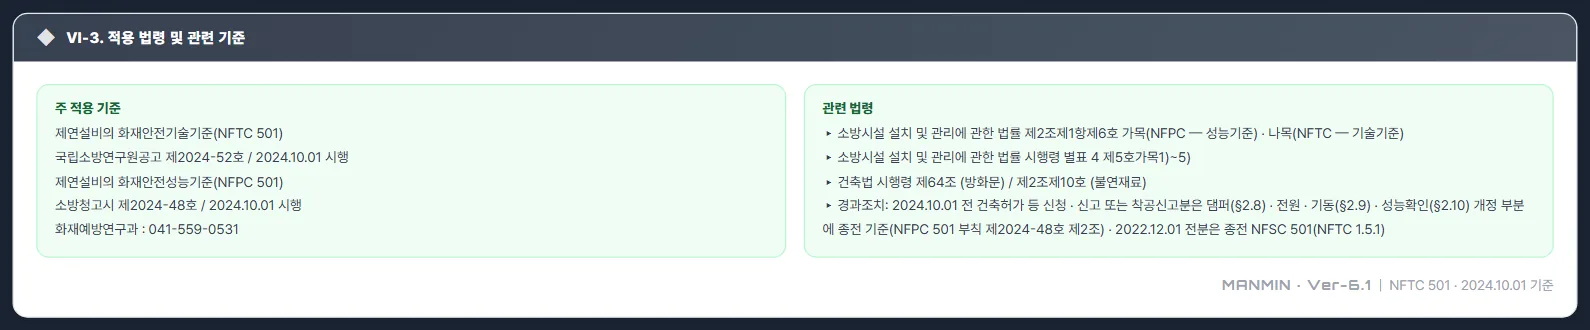 ◆ VI-3. 적용 법령 및 관련 기준
주 적용 기준
제연설비의 화재안전기술기준(NFTC 501)
국립소방연구원공고 제2024-52호 / 2024.10.01 시행
제연설비의 화재안전성능기준(NFPC 501)
소방청고시 제2024-48호 / 2024.10.01 시행
화재예방연구과 : 041-559-0531
관련 법령
▸ 소방시설 설치 및 관리에 관한 법률 제2조제1항제6호 가목(NFPC — 성능기준) · 나목(NFTC — 기술기준)
▸ 소방시설 설치 및 관리에 관한 법률 시행령 별표 4 제5호가목1)~5)
▸ 건축법 시행령 제64조 (방화문) / 제2조제10호 (불연재료)
▸ 경과조치: 2024.10.01 전 건축허가 등 신청 · 신고 또는 착공신고분은 댐퍼(§2.8) · 전원 · 기동(§2.9) · 성능확인(§2.10) 개정 부분
에 종전 기준(NFPC 501 부칙 제2024-48호 제2조) · 2022.12.01 전분은 종전 NFSC 501(NFTC 1.5.1)
MANMIN · Ver-6.1 | NFTC 501 · 2024.10.01 기준